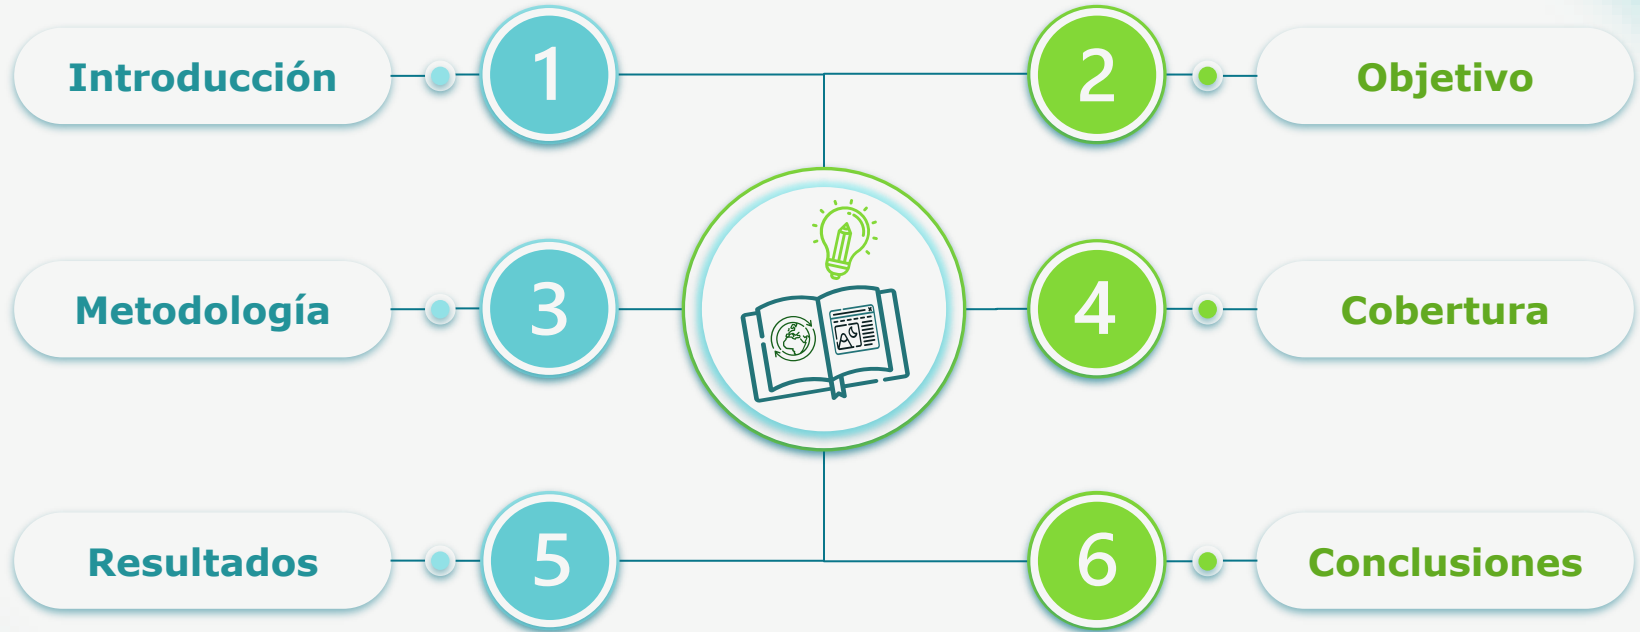 Introducción
1
2
Objetivo
Metodología
3
4
Cobertura
Resultados
5
6
Conclusiones